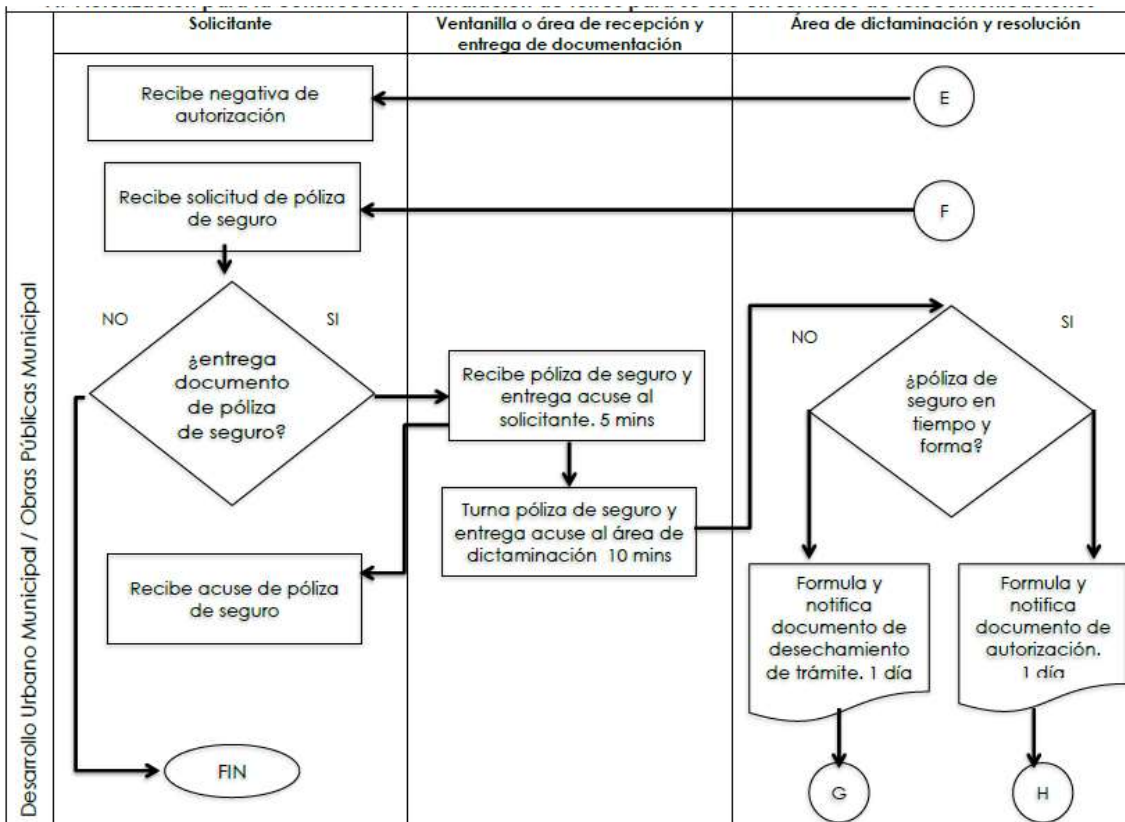 Solicitante
Ventanilla o área de recepción y
entrega de documentación
Área de dictaminación y resolución
Desarrollo Urbano Municipal / Obras Públicas Municipal
Recibe negativa de
autorización
E
Recibe solicitud de póliza
de seguro
F
NO
SI
¿entrega
documento
de póliza
de seguro?
Recibe póliza de seguro y
entrega acuse al
solicitante. 5 mins
NO
SI
¿póliza de
seguro en
tiempo y
forma?
Turna póliza de seguro y
entrega acuse al área de
dictaminación 10 mins
Recibe acuse de póliza
de seguro
Formula y
notifica
documento de
desechamiento
de trámite. 1 día
Formula y
notifica
documento de
autorización.
1 día
FIN
G
H